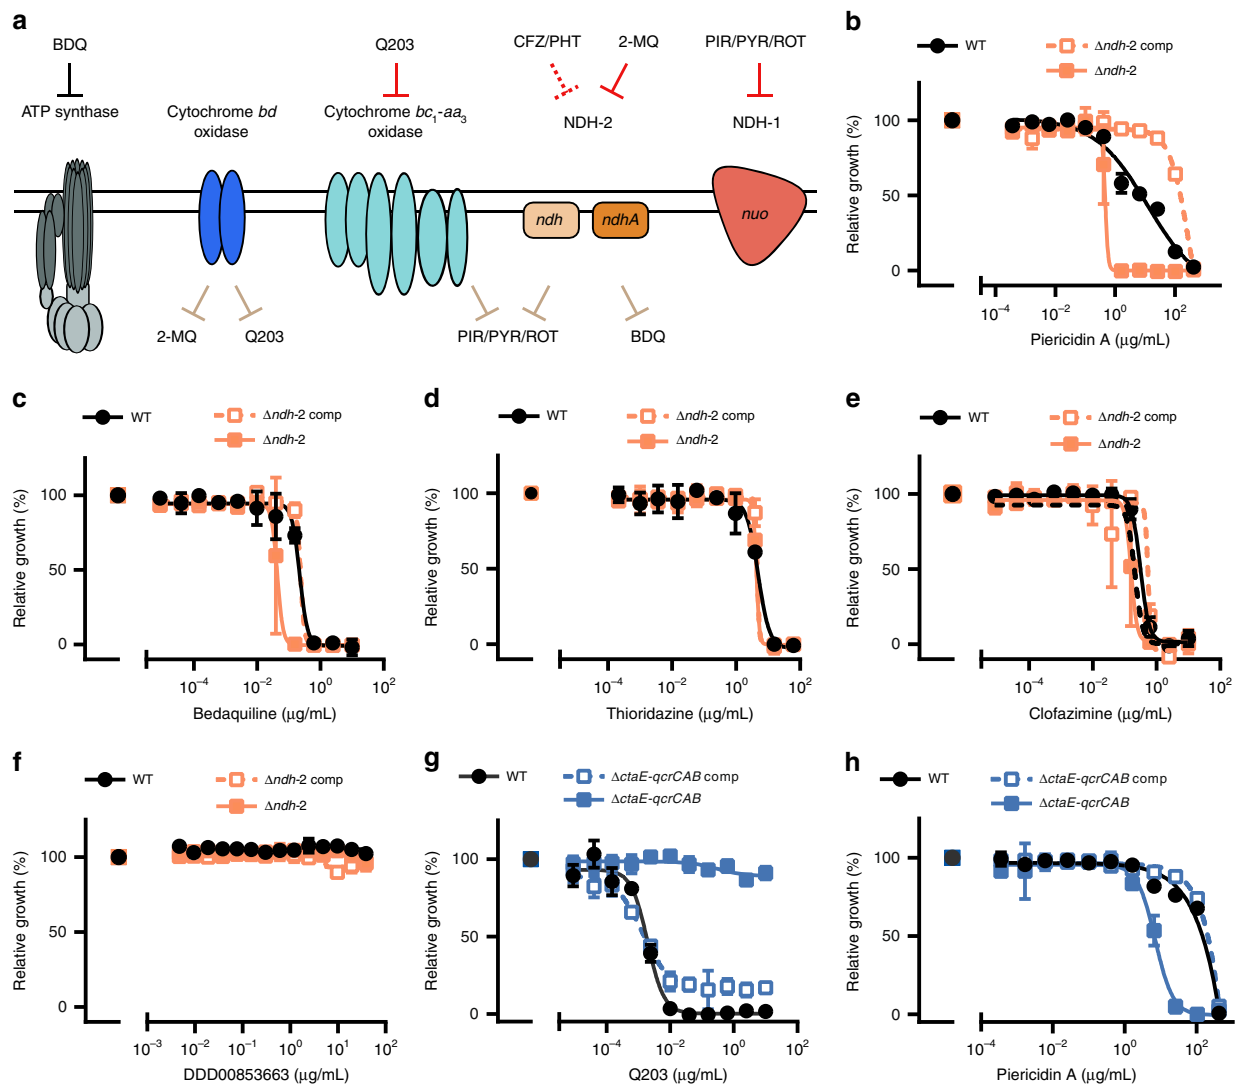 a
BDQ
Q203
CFZ/PHT
2-MQ
PIR/PYR/ROT
ATP synthase
Cytochrome bd
oxidase
Cytochrome bc1-aa3
oxidase
NDH-2
NDH-1
ndh
ndhA
nuo
2-MQ
Q203
PIR/PYR/ROT
BDQ
b
WT
Δndh-2 comp
Δndh-2
Relative growth (%)
100
50
0
10−4
10−2
100
102
Piericidin A (μg/mL)
c
WT
Δndh-2 comp
Δndh-2
Relative growth (%)
100
50
0
10−4
10−2
100
102
Bedaquiline (μg/mL)
d
WT
Δndh-2 comp
Δndh-2
Relative growth (%)
100
50
0
10−4
10−2
100
102
Thioridazine (μg/mL)
e
WT
Δndh-2 comp
Δndh-2
Relative growth (%)
100
50
0
10−4
10−2
100
102
Clofazimine (μg/mL)
f
WT
Δndh-2 comp
Δndh-2
Relative growth (%)
100
50
0
10−3
10−2
10−1
100
101
102
DDD00853663 (μg/mL)
g
WT
ΔctaE-qcrCAB comp
ΔctaE-qcrCAB
Relative growth (%)
100
50
0
10−4
10−2
100
102
Q203 (μg/mL)
h
WT
ΔctaE-qcrCAB comp
ΔctaE-qcrCAB
Relative growth (%)
100
50
0
10−4
10−2
100
102
Piericidin A (μg/mL)